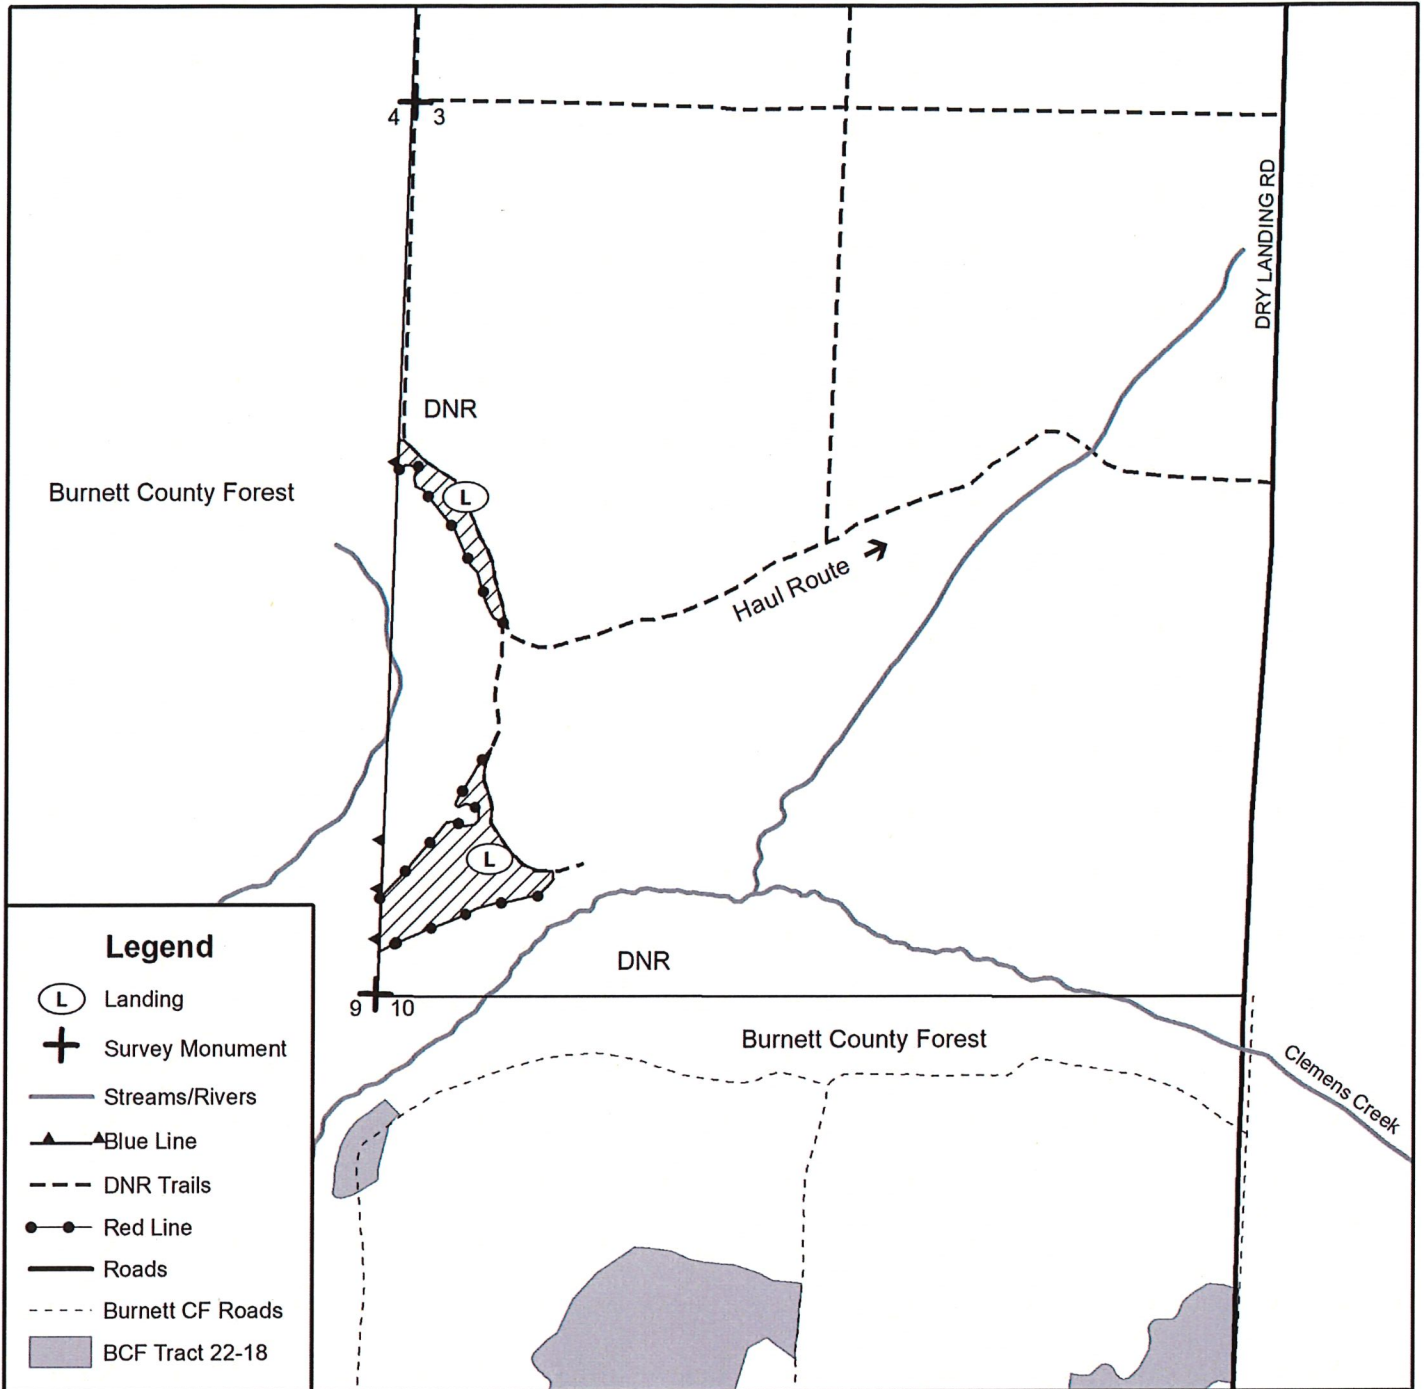 4 3
DRY LANDING RD
DNR
Burnett County Forest
L
Haul Route
L
DNR
9 10
Burnett County Forest
Clemens Creek
Legend
L Landing
Survey Monument
Streams/Rivers
Blue Line
DNR Trails
Red Line
Roads
Burnett CF Roads
BCF Tract 22-18